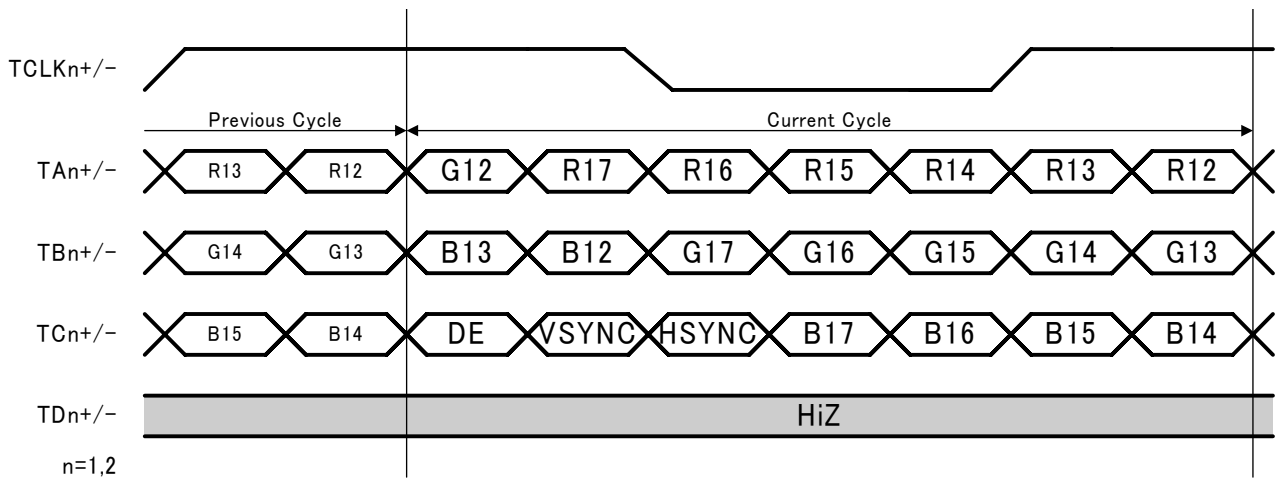 TCLKn+/-
Previous Cycle Current Cycle
TAn+/- R13 R12 G12 R17 R16 R15 R14 R13 R12
TBn+/- G14 G13 B13 B12 G17 G16 G15 G14 G13
TCn+/- B15 B14 DE VSYNC HSYNC B17 B16 B15 B14
TDn+/- HiZ
n=1,2